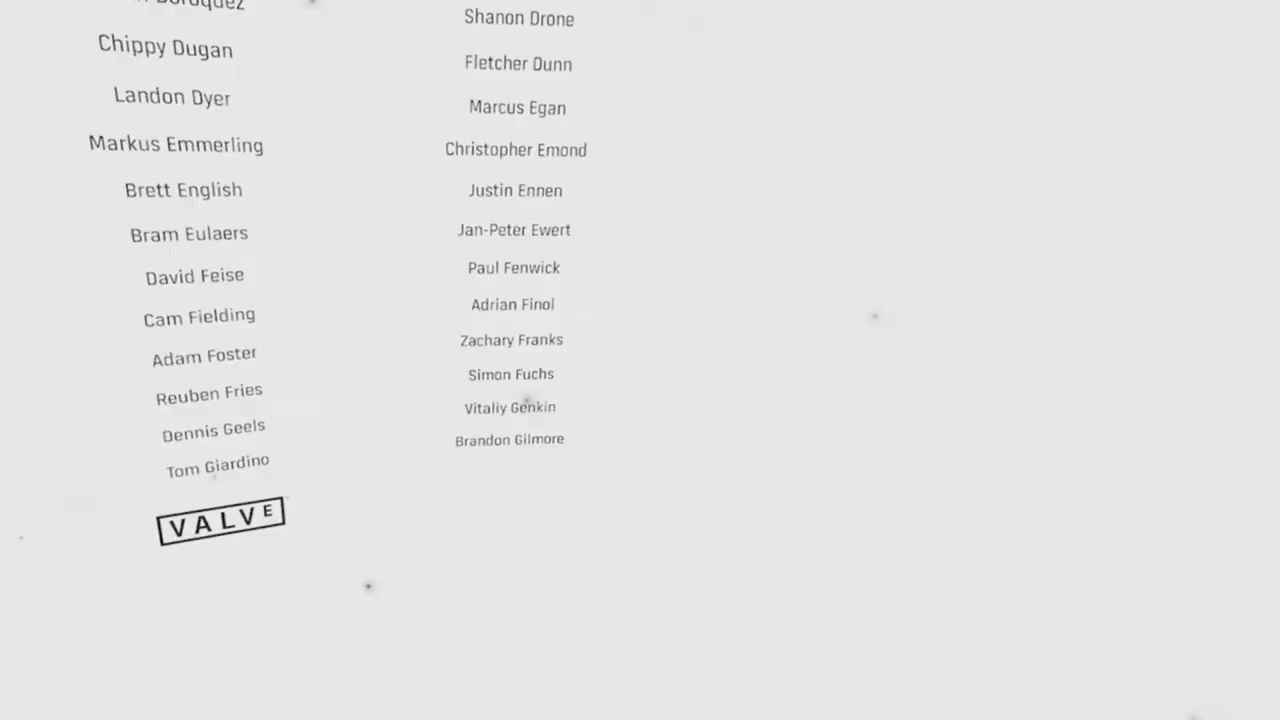 Chippy Dugan
Landon Dyer
Markus Emmerling
Brett English
Bram Eulaers
David Feise
Cam Fielding
Adam Foster
Reuben Fries
Dennis Geels
Tom Giardino
VALVE
Shanon Drone
Fletcher Dunn
Marcus Egan
Christopher Emond
Justin Ennen
Jan-Peter Ewert
Paul Fenwick
Adrian Finol
Zachary Franks
Simon Fuchs
Vitaliy Genkin
Brandon Gilmore